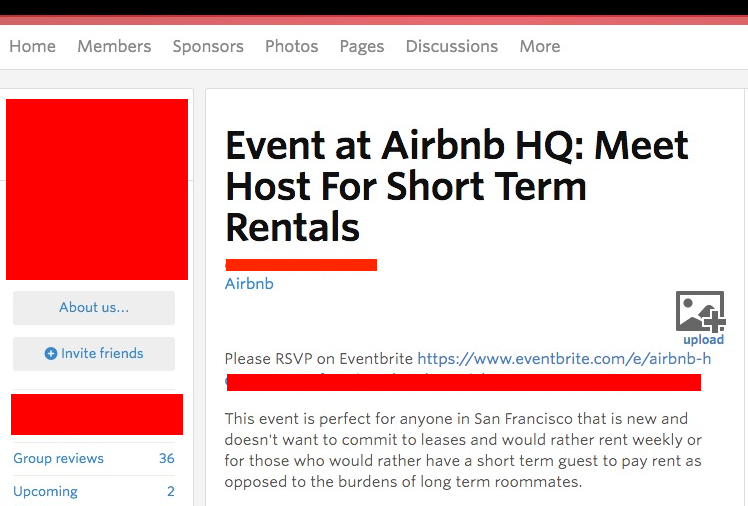 Home Members Sponsors Photos Pages Discussions More
About us...
Invite friends
Group reviews 36
Upcoming 2
Event at Airbnb HQ: Meet
Host For Short Term
Rentals
Airbnb
upload
Please RSVP on Eventbrite https://www.eventbrite.com/e/airbnb-h
This event is perfect for anyone in San Francisco that is new and
doesn't want to commit to leases and would rather rent weekly or
for those who would rather have a short term guest to pay rent as
opposed to the burdens of long term roommates.